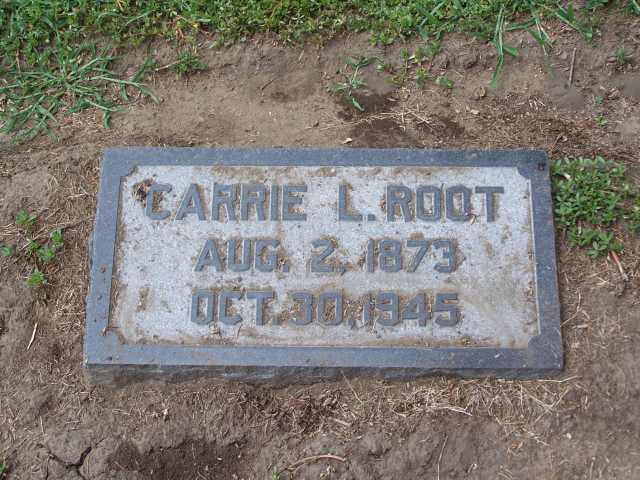 CARRIE L. ROOT
AUG. 2, 1873
OCT. 30, 1945